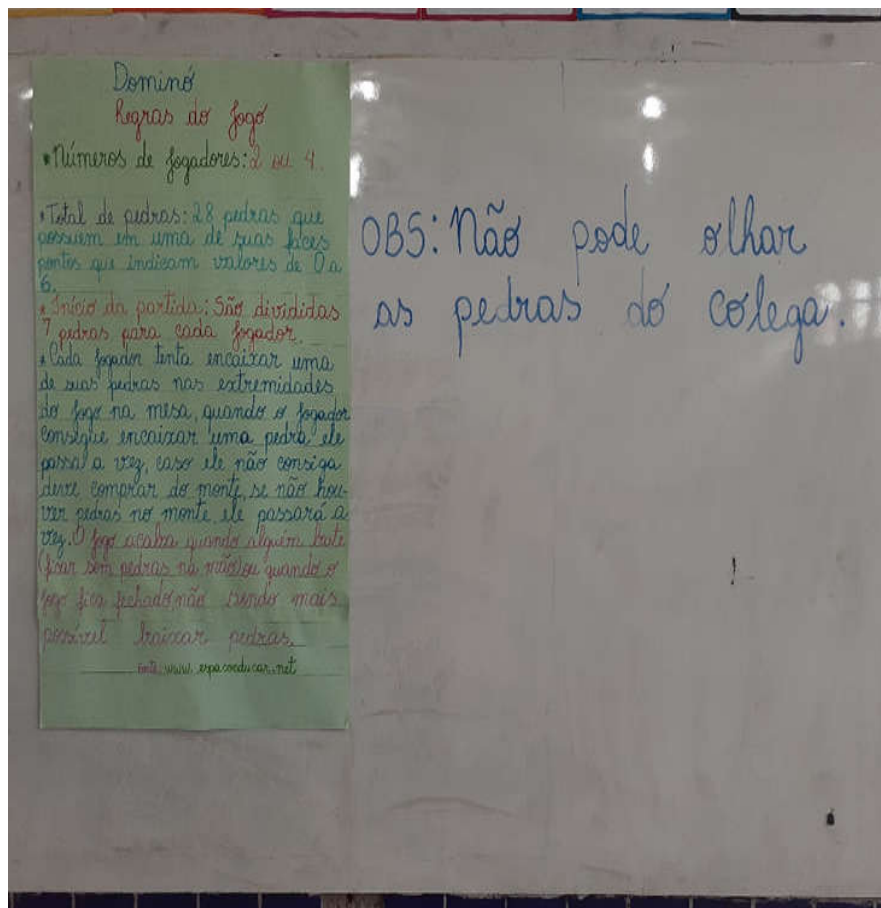 Dominó
Regras do Jogo
• Números de jogadores: 2 ou 4.
• Total de pedras: 28 pedras que
possuem em uma de suas faces
pontos que indicam valores de 0 a
6.
• Início da partida: São divididas
7 pedras para cada jogador.
• Cada jogador tenta encaixar uma
de suas pedras nas extremidades
do jogo na mesa, quando o jogador
consigue encaixar uma pedra ele
passa a vez, caso ele não consiga
deve comprar do monte, se não hou-
ver pedras no monte, ele passará a
vez. O jogo acaba quando alguém bate
(ficar sem pedras na mão) ou quando o
jogo fica fechado, não sendo mais
possível baixar pedras.
Fonte: www.espacoeducar.net
OBS: Não pode olhar
as pedras do colega.